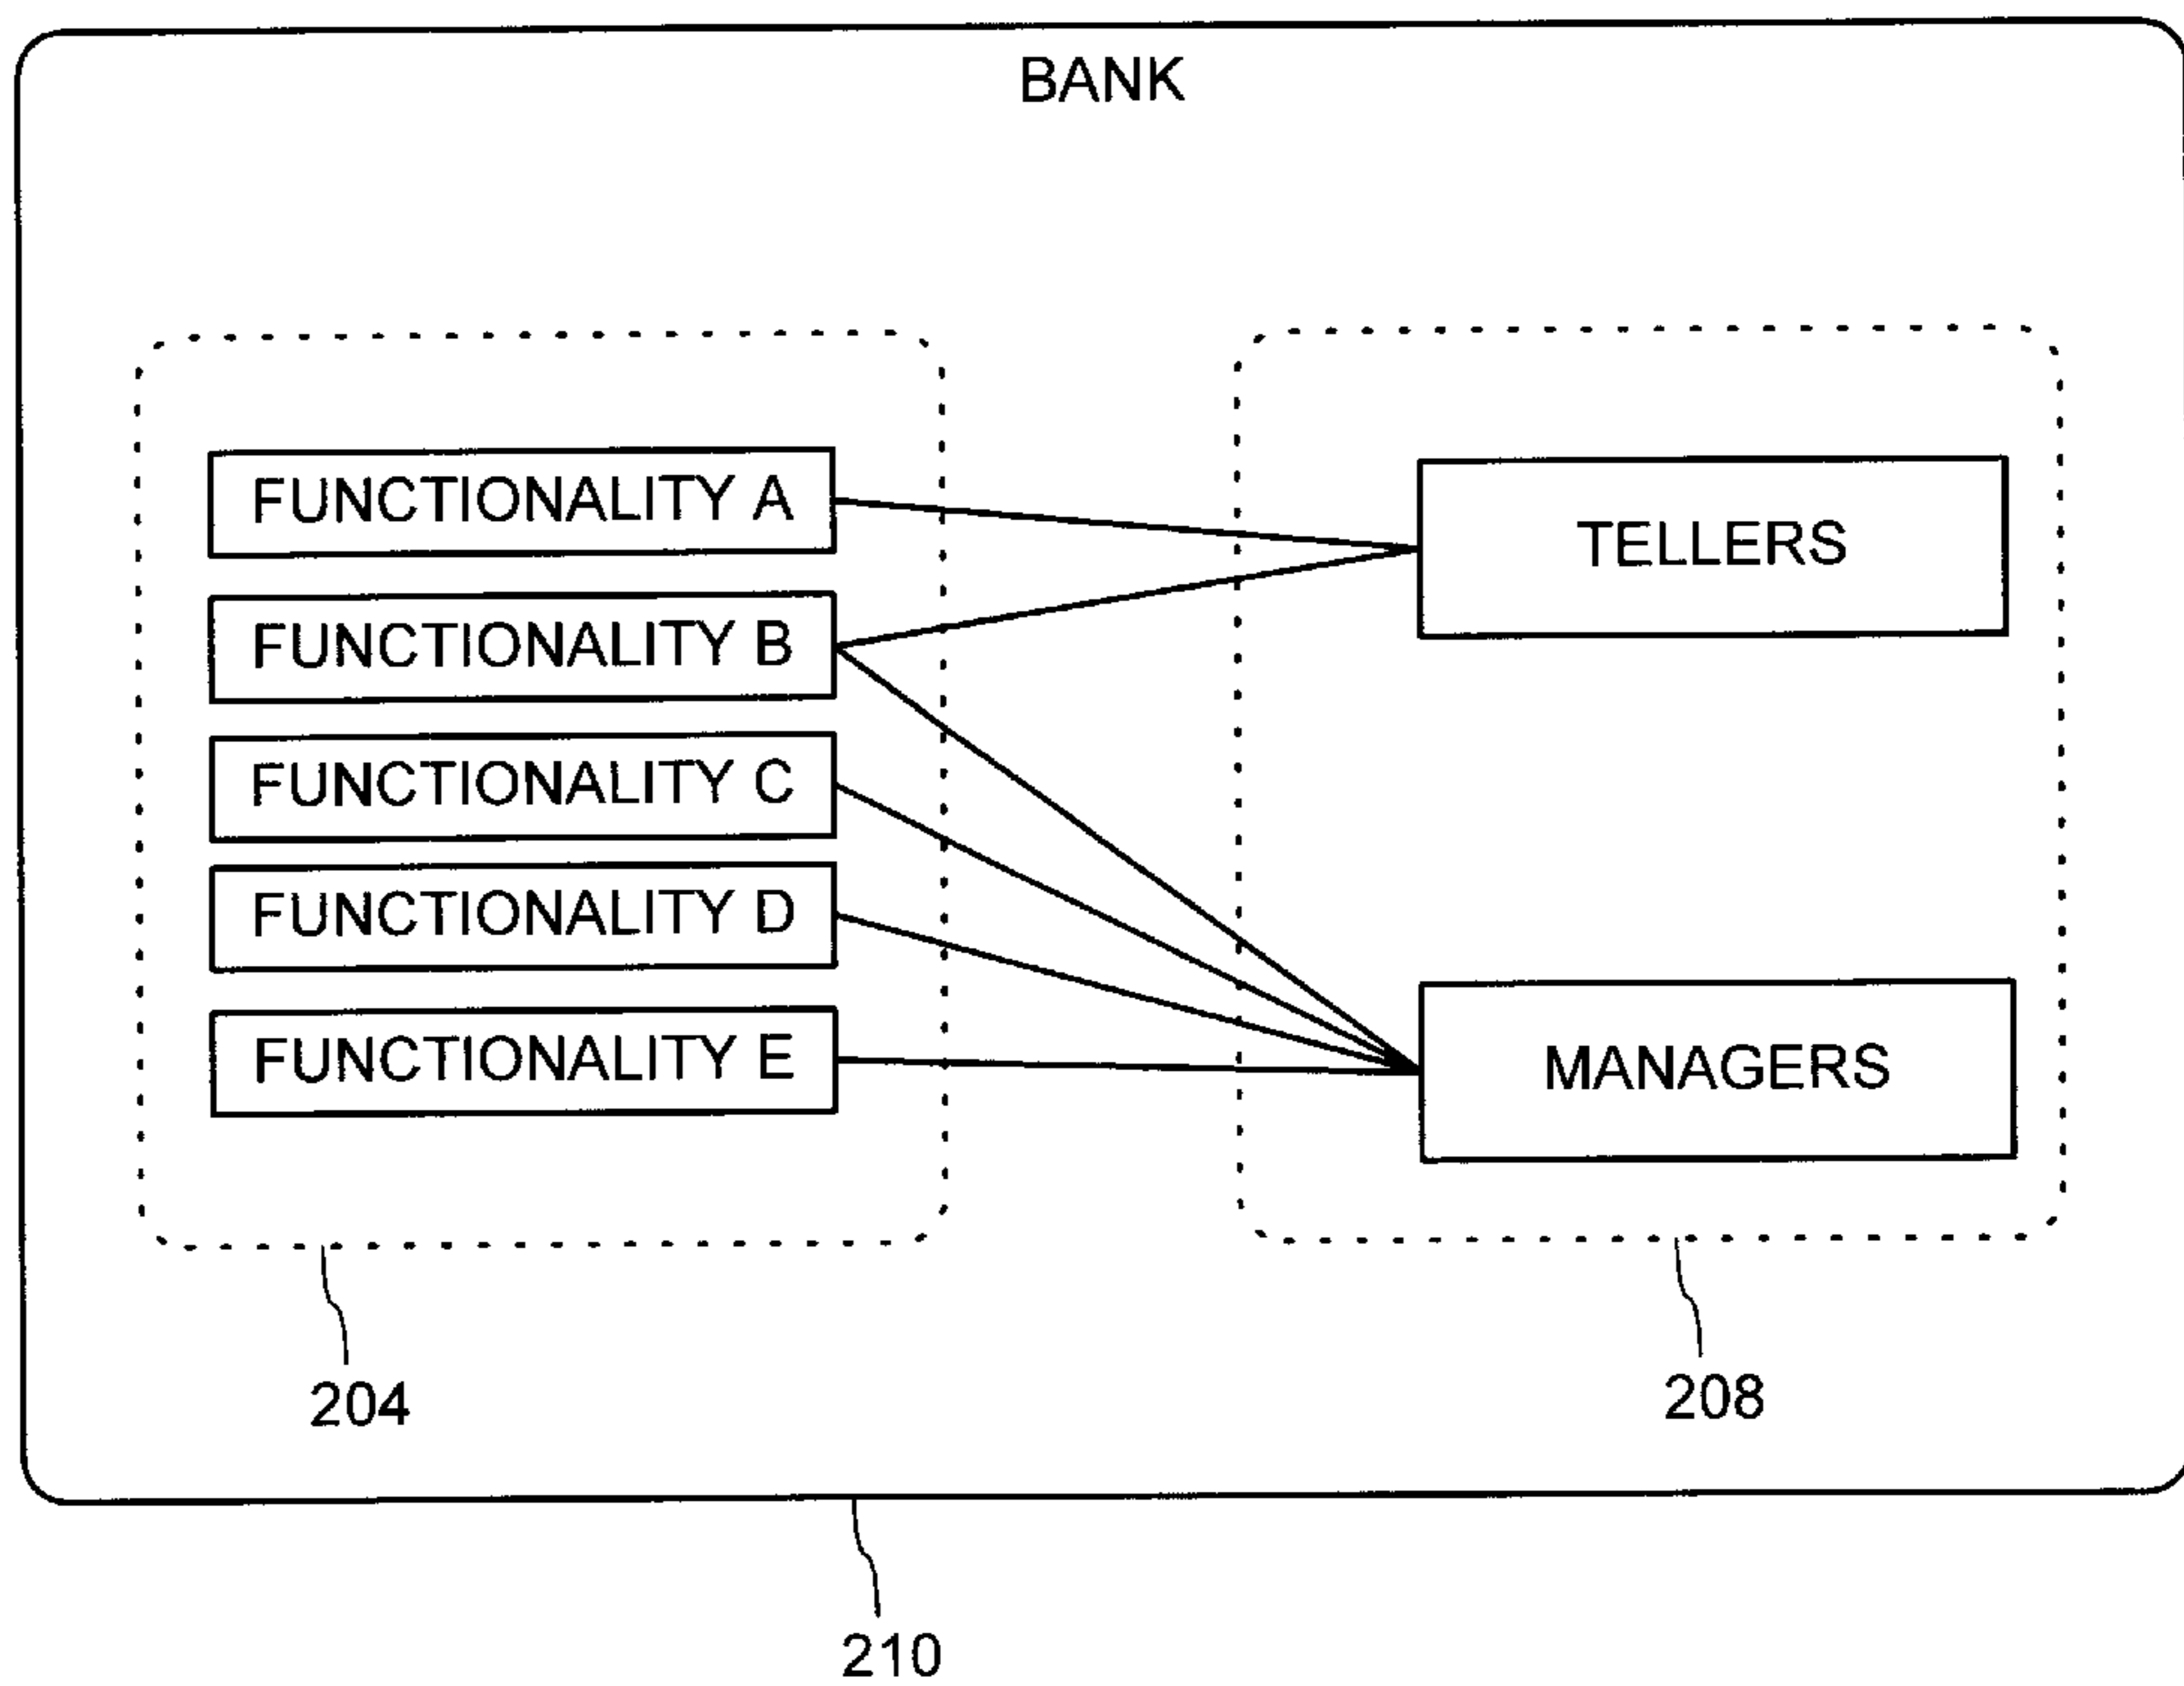 BANK
FUNCTIONALITY A
FUNCTIONALITY B
FUNCTIONALITY C
FUNCTIONALITY D
FUNCTIONALITY E
TELLERS
MANAGERS
204
208
210